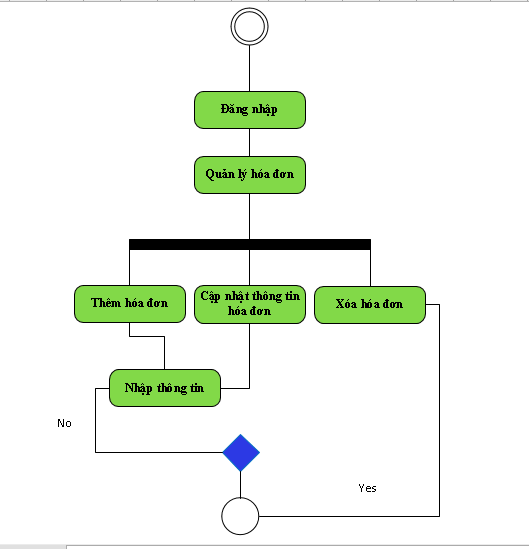 Đăng nhập
Quản lý hóa đơn
Thêm hóa đơn
Cập nhật thông tin
hóa đơn
Xóa hóa đơn
Nhập thông tin
No
Yes